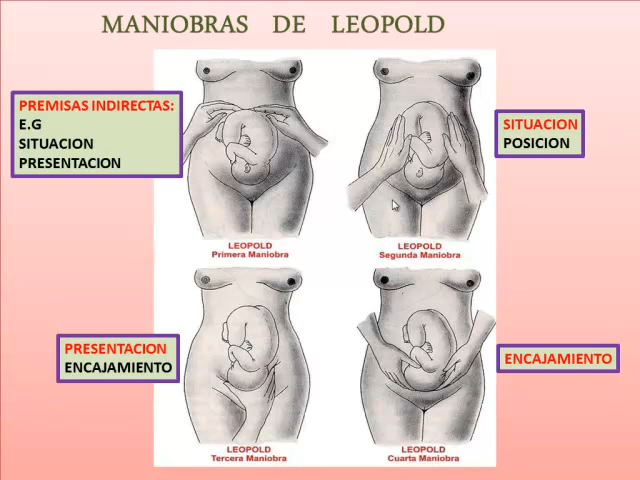 MANIOBRAS DE LEOPOLD
PREMISAS INDIRECTAS:
E.G
SITUACION
PRESENTACION
SITUACION
POSICION
LEOPOLD
Primera Maniobra
LEOPOLD
Segunda Maniobra
PRESENTACION
ENCAJAMIENTO
ENCAJAMIENTO
LEOPOLD
Tercera Maniobra
LEOPOLD
Cuarta Maniobra